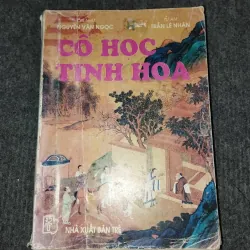 NGUYỄN VĂN NGỌC
TRẦN LÊ NHÂN
CỔ HỌC
TINH HOA
NHÀ XUẤT BẢN TRẺ